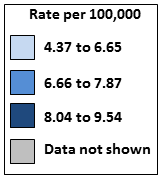 Rate per 100,000
4.37 to 6.65
6.66 to 7.87
8.04 to 9.54
Data not shown